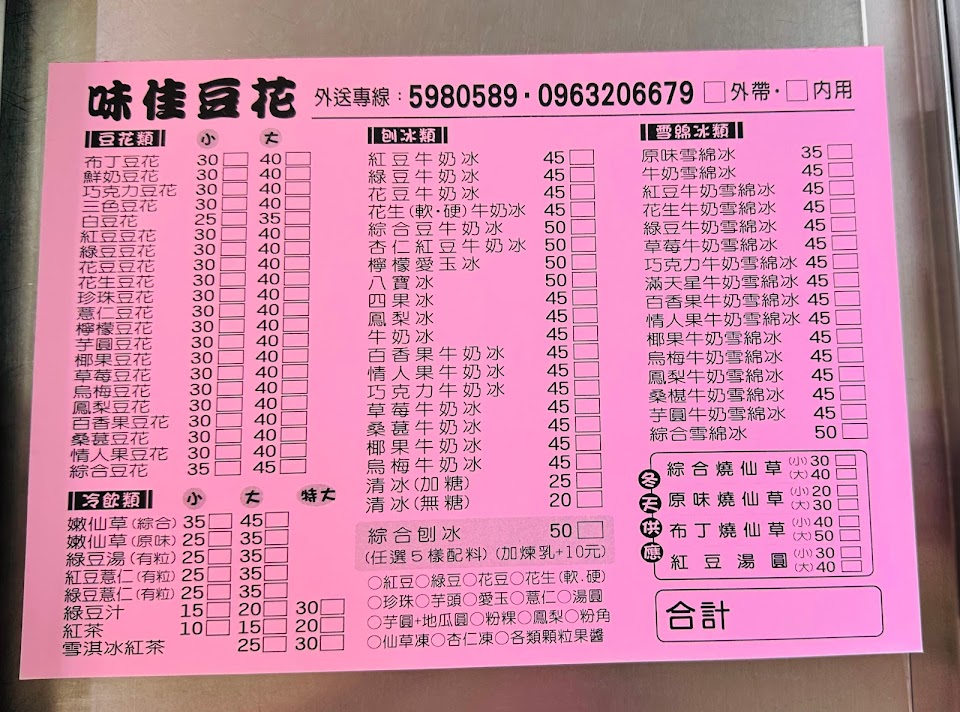 味佳豆花 外送專線：5980589・0963206679 □外帶・□內用
豆花類 小 大
布丁豆花 30□ 40□
鮮奶豆花 30□ 40□
巧克力豆花 30□ 40□
三色豆花 30□ 40□
白豆花 25□ 35□
紅豆豆花 30□ 40□
綠豆豆花 30□ 40□
花豆豆花 30□ 40□
花生豆花 30□ 40□
珍珠豆花 30□ 40□
薏仁豆花 30□ 40□
檸檬豆花 30□ 40□
芋圓豆花 30□ 40□
椰果豆花 30□ 40□
草莓豆花 30□ 40□
烏梅豆花 30□ 40□
鳳梨豆花 30□ 40□
百香果豆花 30□ 40□
桑葚豆花 30□ 40□
情人果豆花 30□ 40□
綜合豆花 35□ 45□
冷飲類 小 大 特大
嫩仙草(綜合) 35□ 45□
嫩仙草(原味) 25□ 35□
綠豆湯(有粒) 25□ 35□
紅豆薏仁(有粒) 25□ 35□
綠豆薏仁(有粒) 25□ 35□
綠豆汁 15□ 20□ 30□
紅茶 10□ 15□ 20□
雪淇冰紅茶 25□ 30□
刨冰類
紅豆牛奶冰 45□
綠豆牛奶冰 45□
花豆牛奶冰 45□
花生(軟・硬)牛奶冰 45□
綜合豆牛奶冰 50□
杏仁紅豆牛奶冰 50□
檸檬愛玉冰 50□
八寶冰 50□
四果冰 45□
鳳梨冰 45□
牛奶冰 45□
百香果牛奶冰 45□
情人果牛奶冰 45□
巧克力牛奶冰 45□
草莓牛奶冰 45□
桑葚牛奶冰 45□
椰果牛奶冰 45□
烏梅牛奶冰 45□
清冰(加糖) 25□
清冰(無糖) 20□
綜合刨冰 50□
(任選5樣配料)(加煉乳+10元)
○紅豆○綠豆○花豆○花生(軟.硬)
○珍珠○芋頭○愛玉○薏仁○湯圓
○芋圓+地瓜圓○粉粿○鳳梨○粉角
○仙草凍○杏仁凍○各類顆粒果醬
雪綿冰類
原味雪綿冰 35□
牛奶雪綿冰 45□
紅豆牛奶雪綿冰 45□
花生牛奶雪綿冰 45□
綠豆牛奶雪綿冰 45□
草莓牛奶雪綿冰 45□
巧克力牛奶雪綿冰 45□
滿天星牛奶雪綿冰 45□
百香果牛奶雪綿冰 45□
情人果牛奶雪綿冰 45□
椰果牛奶雪綿冰 45□
烏梅牛奶雪綿冰 45□
鳳梨牛奶雪綿冰 45□
桑椹牛奶雪綿冰 45□
芋圓牛奶雪綿冰 45□
綜合雪綿冰 50□
冬天供應
綜合燒仙草 (小)30□
(大)40□
原味燒仙草 (小)20□
(大)30□
布丁燒仙草 (小)40□
(大)50□
紅豆湯圓 (小)30□
(大)40□
合計